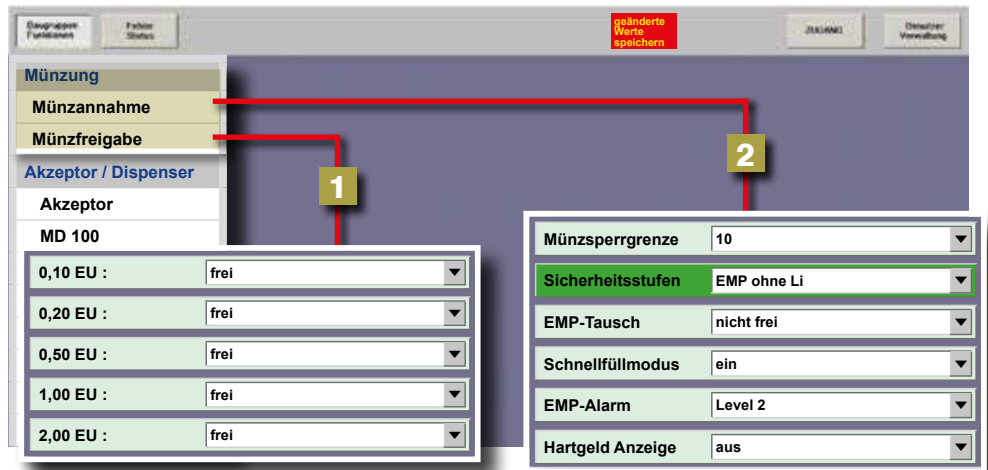 Baugruppen
Funktionen
Fehler
Status
geänderte
Werte
speichern
ZUGANG
Benutzer
Verwaltung
Münzung
Münzannahme
Münzfreigabe
Akzeptor / Dispenser
Akzeptor
MD 100
1
2
0,10 EU : frei
0,20 EU : frei
0,50 EU : frei
1,00 EU : frei
2,00 EU : frei
Münzsperrgrenze 10
Sicherheitsstufen EMP ohne Li
EMP-Tausch nicht frei
Schnellfüllmodus ein
EMP-Alarm Level 2
Hartgeld Anzeige aus